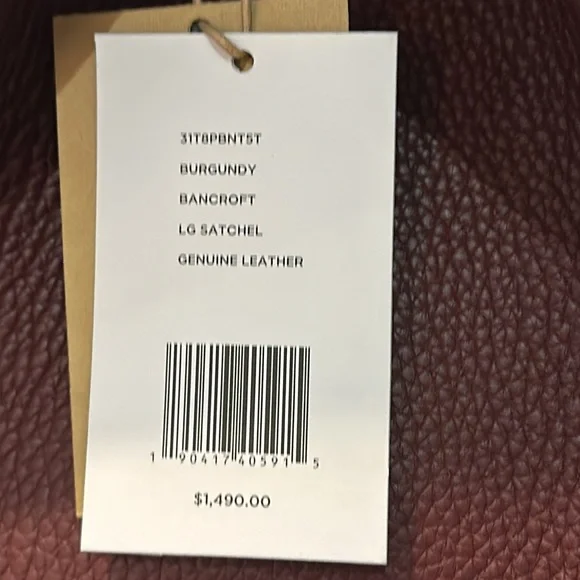 31T8PBNT5T
BURGUNDY
BANCROFT
LG SATCHEL
GENUINE LEATHER
1 90417 40591 5
$1,490.00